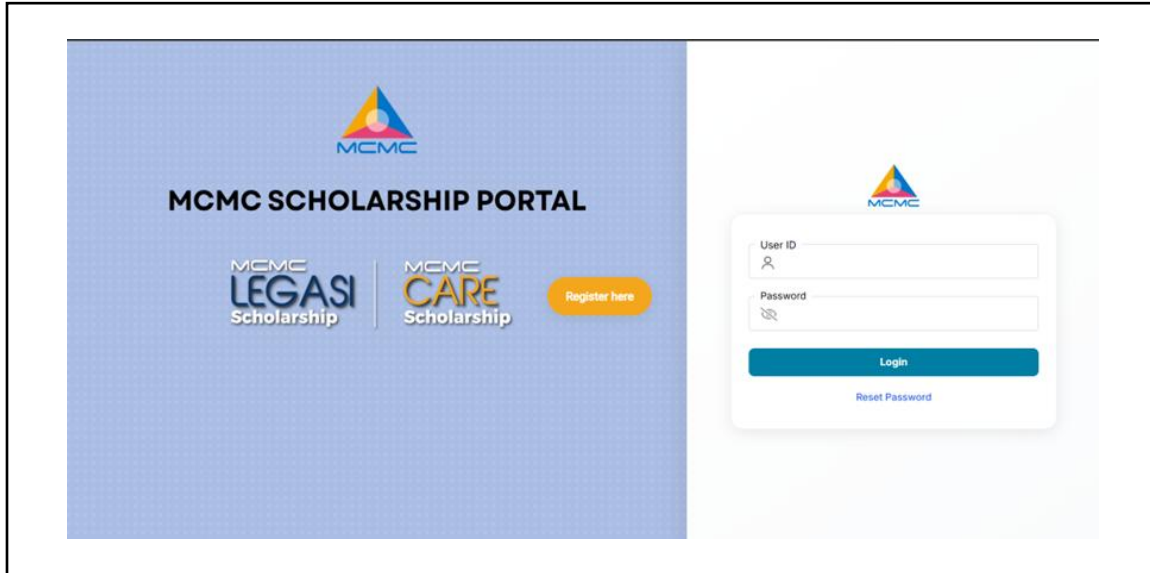 MCMC
MCMC SCHOLARSHIP PORTAL
MCMC
LEGASI
Scholarship
MCMC
CARE
Scholarship
Register here
MCMC
User ID
Password
Login
Reset Password